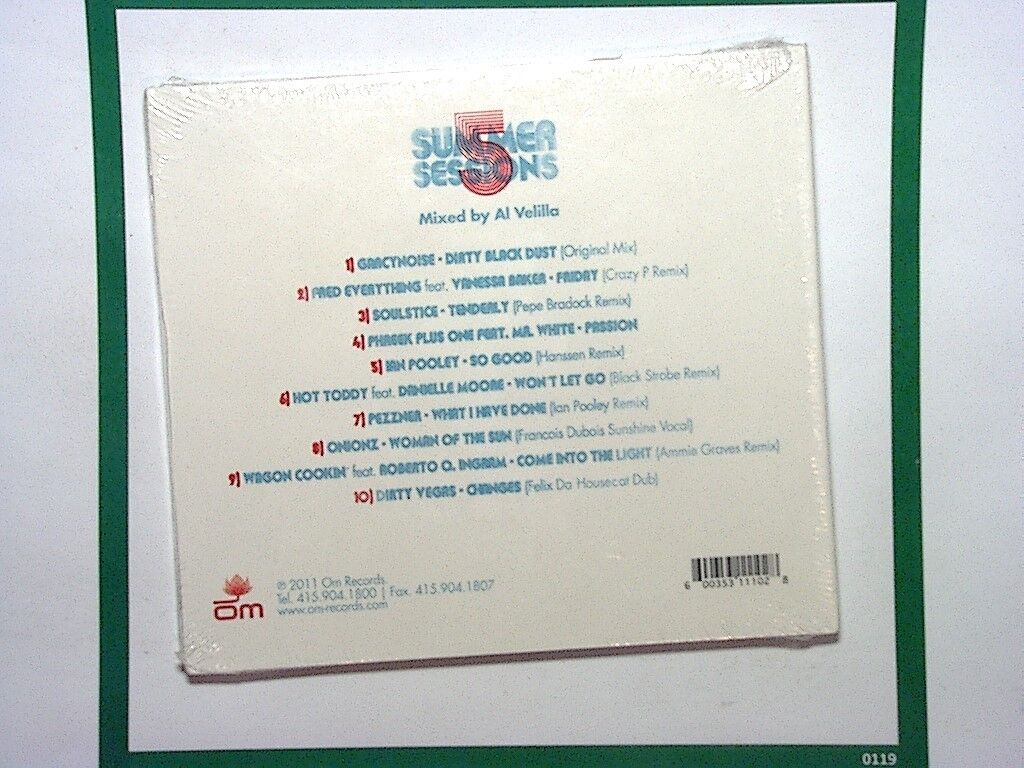 SUMMER
5
SESSIONS
Mixed by Al Velilla
1) GRACTNOISE • DIRTY BLACK DUST (Original Mix)
2) FRED EVERYTHING feat. VANESSA BAKER • FRIDAY (Crazy P Remix)
3) SOULSTICE • TENDERLY (Pepe Bradock Remix)
4) PHREEK PLUS ONE FEAT. MR. WHITE • PASSION
5) IAN POOLEY • SO GOOD (Hanssen Remix)
6) HOT TODDY feat. DANIELLE MOORE • WON'T LET GO (Black Strobe Remix)
7) PEZZNER • WHAT I HAVE DONE (Ian Pooley Remix)
8) ONIONZ • WOMAN OF THE SUN (Francois Dubois Sunshine Vocal)
9) WAGON COOKIN' feat. ROBERTO Q. INGRAM • COME INTO THE LIGHT (Ammie Graves Remix)
10) DIRTY VEGAS • CHANGES (Felix Da Housecat Dub)
om
℗ 2011 Om Records
Tel. 415.904.1800 | Fax. 415.904.1807
www.om-records.com
6 00353 11102 8
0119